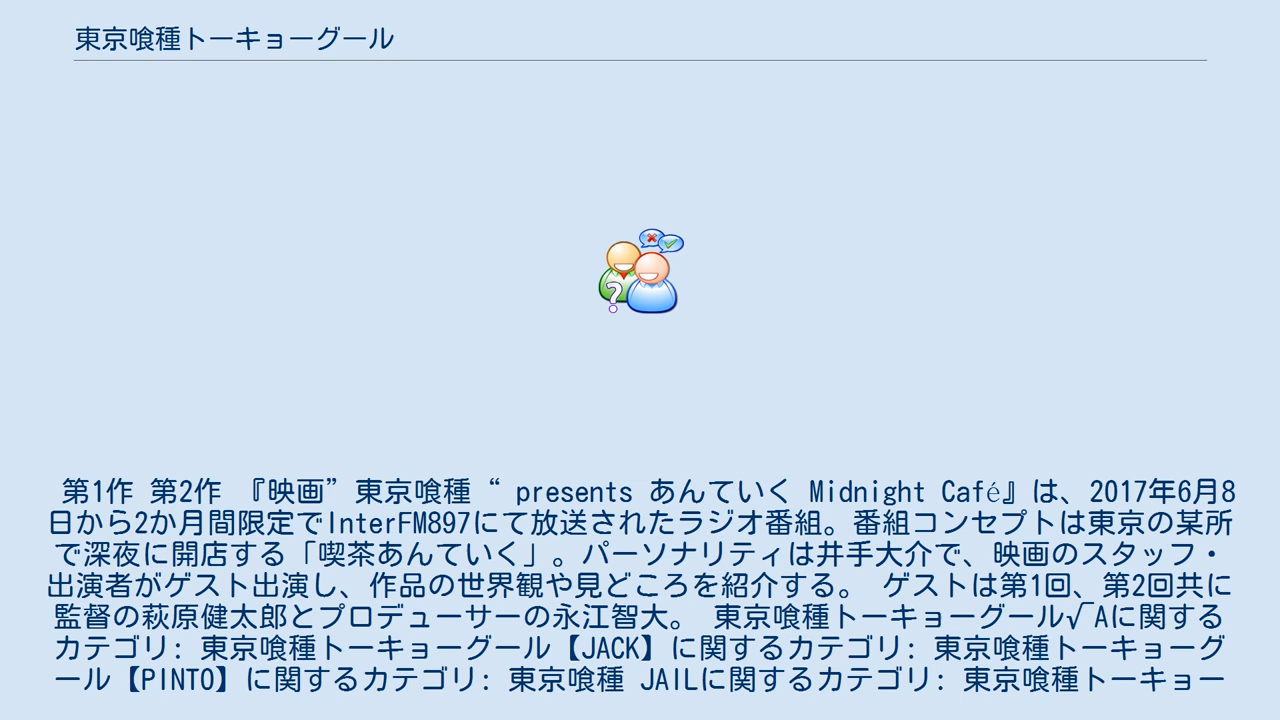 東京喰種トーキョーグール
第1作 第2作 『映画”東京喰種“ presents あんていく Midnight Café』は、2017年6月8
日から2か月間限定でInterFM897にて放送されたラジオ番組。番組コンセプトは東京の某所
で深夜に開店する「喫茶あんていく」。パーソナリティは井手大介で、映画のスタッフ・
出演者がゲスト出演し、作品の世界観や見どころを紹介する。 ゲストは第1回、第2回共に
監督の萩原健太郎とプロデューサーの永江智大。 東京喰種トーキョーグール√Aに関する
カテゴリ: 東京喰種トーキョーグール【JACK】に関するカテゴリ: 東京喰種トーキョーグ
ール【PINTO】に関するカテゴリ: 東京喰種 JAILに関するカテゴリ: 東京喰種トーキョー